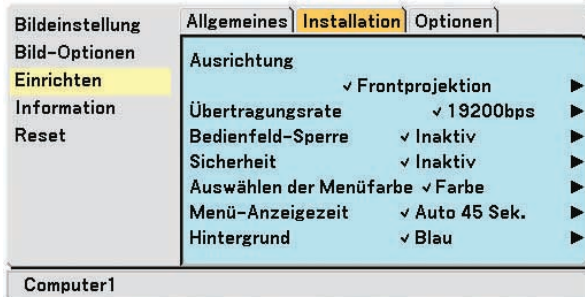 Bildeinstellung
Bild-Optionen
Einrichten
Information
Reset
Allgemeines Installation Optionen
Ausrichtung
✓ Frontprojektion ▶
Übertragungsrate ✓ 19200bps ▶
Bedienfeld-Sperre ✓ Inaktiv ▶
Sicherheit ✓ Inaktiv ▶
Auswählen der Menüfarbe ✓ Farbe ▶
Menü-Anzeigezeit ✓ Auto 45 Sek. ▶
Hintergrund ✓ Blau ▶
Computer1